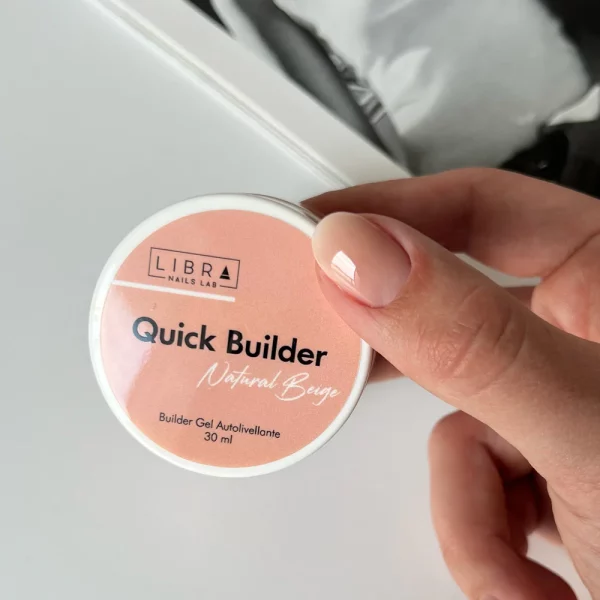 LIBRA
NAILS LAB
Quick Builder
Natural Beige
Builder Gel Autolivellante
30 ml